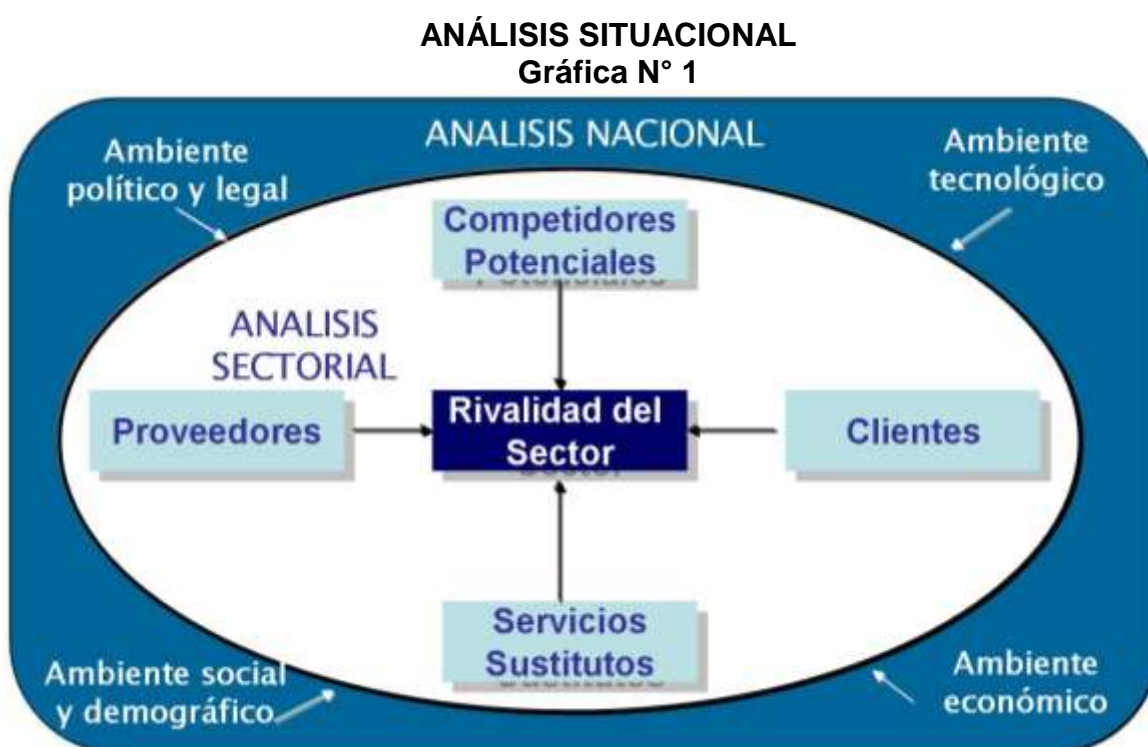 ANÁLISIS SITUACIONAL
Gráfica N° 1
ANALISIS NACIONAL
Ambiente
político y legal
Ambiente
tecnológico
Competidores
Potenciales
ANALISIS
SECTORIAL
Proveedores
Rivalidad del
Sector
Clientes
Servicios
Sustitutos
Ambiente social
y demográfico
Ambiente
económico